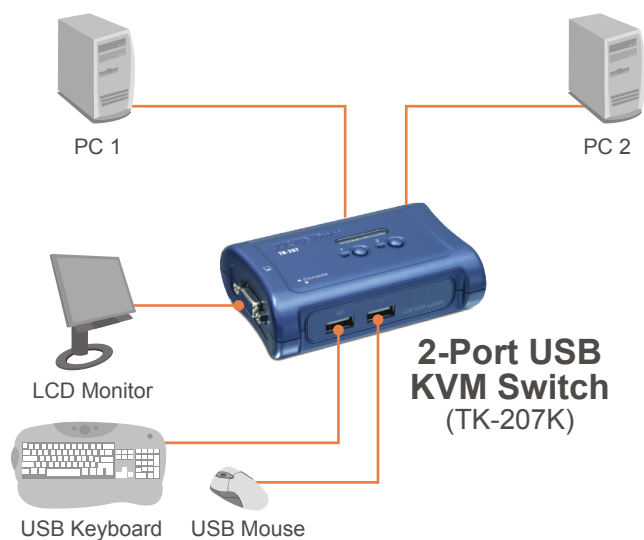 PC 1
PC 2
TK-207
Console
LCD Monitor
2-Port USB
KVM Switch
(TK-207K)
USB Keyboard
USB Mouse